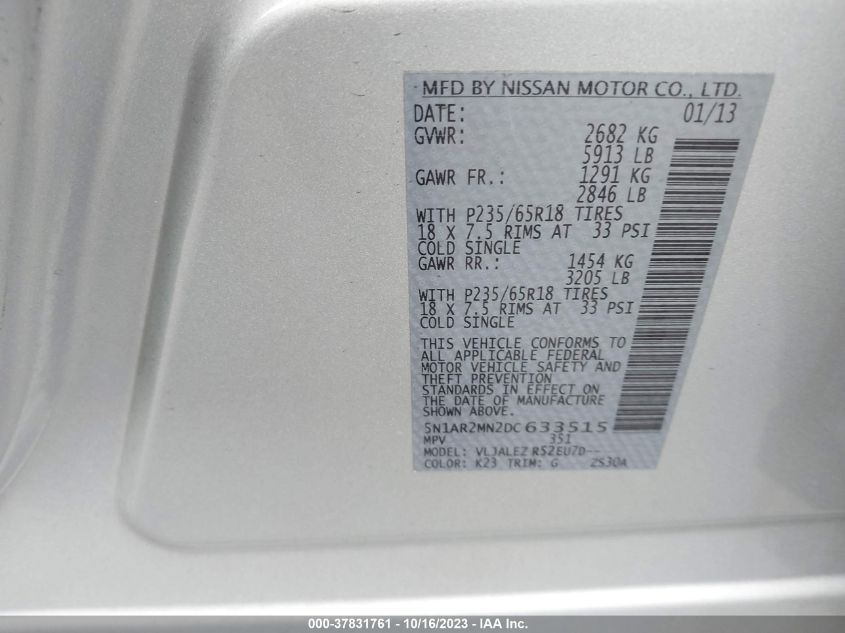 MFD BY NISSAN MOTOR CO., LTD.
DATE: 01/13
GVWR: 2682 KG
5913 LB
GAWR FR.: 1291 KG
2846 LB
WITH P235/65R18 TIRES
18 X 7.5 RIMS AT 33 PSI
COLD SINGLE
GAWR RR.: 1454 KG
3205 LB
WITH P235/65R18 TIRES
18 X 7.5 RIMS AT 33 PSI
COLD SINGLE
THIS VEHICLE CONFORMS TO
ALL APPLICABLE FEDERAL
MOTOR VEHICLE SAFETY AND
THEFT PREVENTION
STANDARDS IN EFFECT ON
THE DATE OF MANUFACTURE
SHOWN ABOVE.
5N1AR2MN2DC633515
MPV 351
MODEL: VLJALEZ R52EUZD--
COLOR: K23 TRIM: G 2S30A
000-37831761 - 10/16/2023 - IAA Inc.